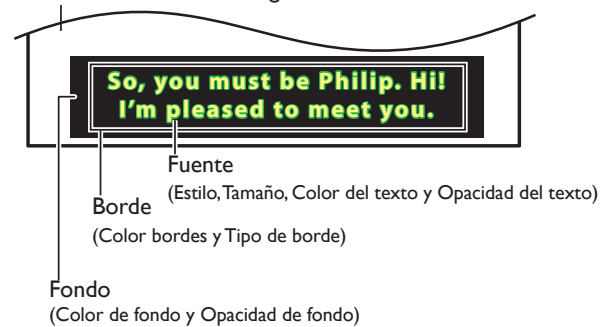 So, you must be Philip. Hi!
I'm pleased to meet you.
Fuente
(Estilo, Tamaño, Color del texto y Opacidad del texto)
Borde
(Color bordes y Tipo de borde)
Fondo
(Color de fondo y Opacidad de fondo)